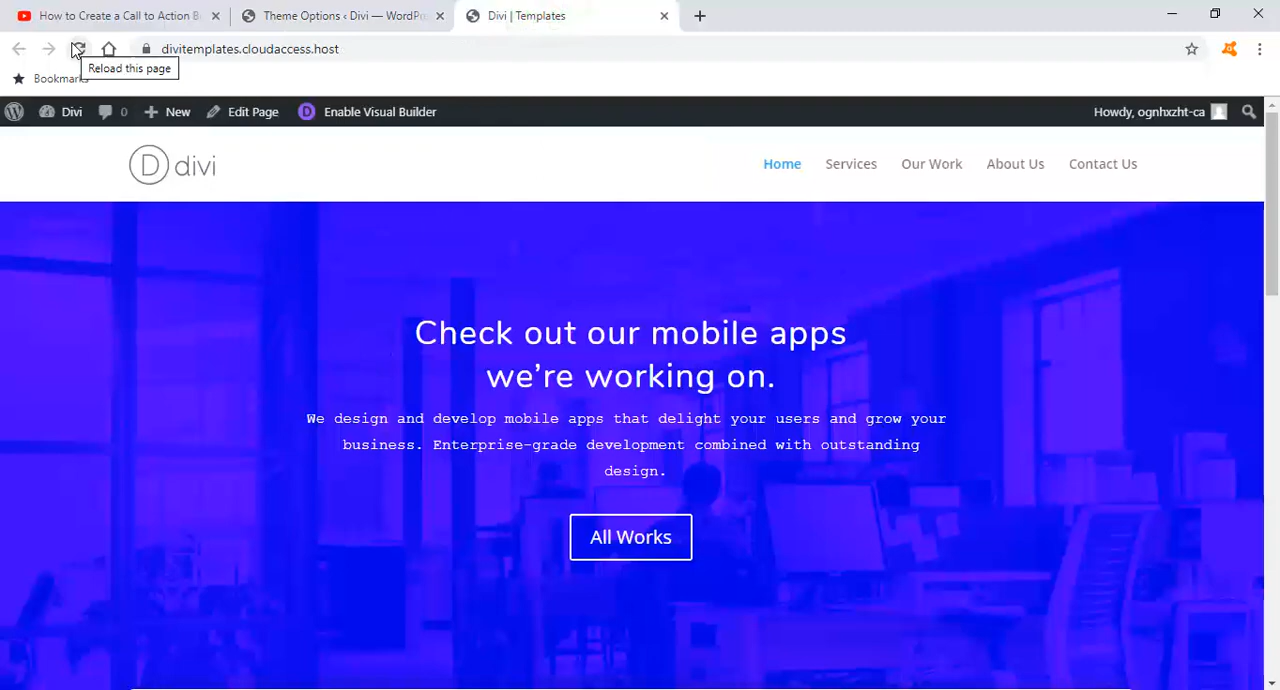 How to Create a Call to Action B
Theme Options ‹ Divi — WordPr
Divi | Templates
divitemplates.cloudaccess.host
Reload this page
Bookmarks
Divi
0
New
Edit Page
Enable Visual Builder
Howdy, ognhxzht-ca
D divi
Home
Services
Our Work
About Us
Contact Us
Check out our mobile apps
we're working on.
We design and develop mobile apps that delight your users and grow your
business. Enterprise-grade development combined with outstanding
design.
All Works